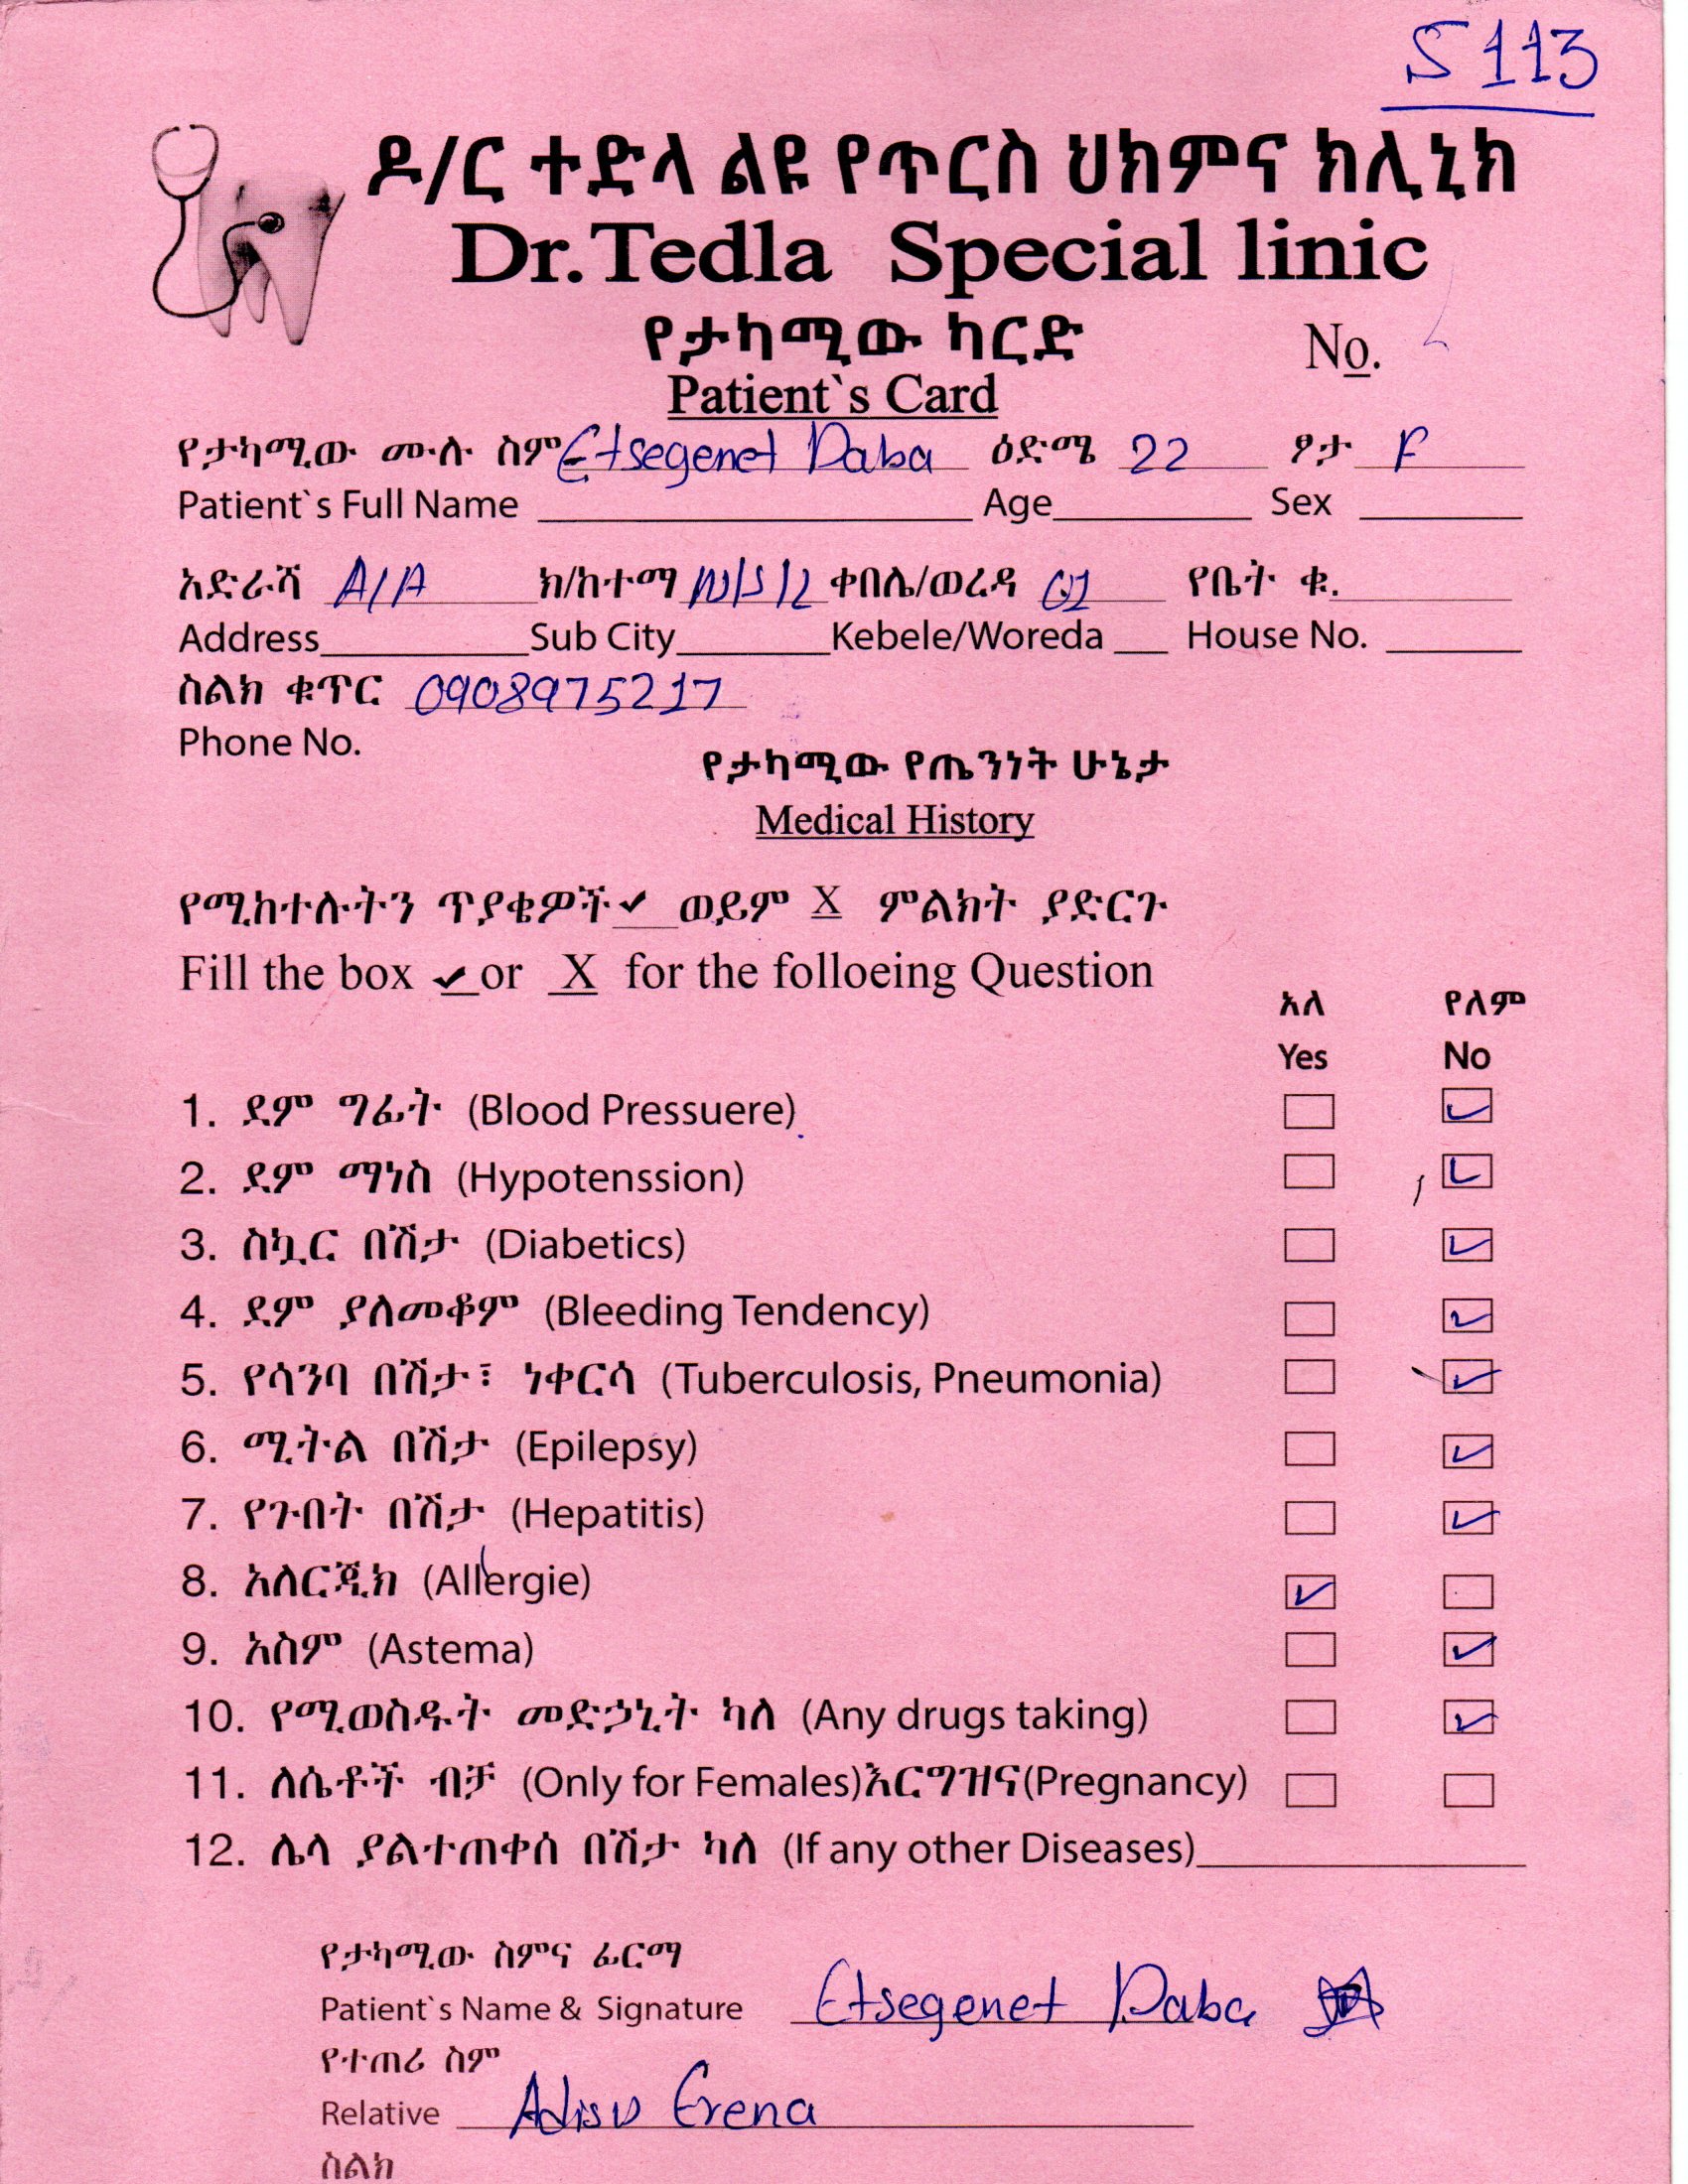 S 113
ዶ/ር ተድላ ልዩ የጥርስ ህክምና ክሊኒክ
Dr.Tedla Special linic
የታካሚው ካርድ
No.
Patient`s Card
የታካሚው ሙሉ ስም Etsegenet Daba ዕድሜ 22 ፆታ F
Patient`s Full Name Age Sex
አድራሻ A/A ክ/ከተማ ቀበሌ/ወረዳ 01 የቤት ቁ.
Address Sub City Kebele/Woreda House No.
ስልክ ቁጥር 0908975217
Phone No.
የታካሚው የጤንነት ሁኔታ
Medical History
የሚከተሉትን ጥያቄዎች ✔ ወይም X ምልክት ያድርጉ
Fill the box ✔ or X for the folloeing Question
አለ የለም
Yes No
1. ደም ግፊት (Blood Pressuere) ✓
2. ደም ማነስ (Hypotenssion) ✓
3. ስኳር በሽታ (Diabetics) ✓
4. ደም ያለመቆም (Bleeding Tendency) ✓
5. የሳንባ በሽታ፣ ነቀርሳ (Tuberculosis, Pneumonia) ✓
6. ሚትል በሽታ (Epilepsy) ✓
7. የጉበት በሽታ (Hepatitis) ✓
8. አለርጂክ (Allergie) ✓
9. አስም (Astema) ✓
10. የሚወስዱት መድኃኒት ካለ (Any drugs taking) ✓
11. ለሴቶች ብቻ (Only for Females)እርግዝና(Pregnancy)
12. ሌላ ያልተጠቀሰ በሽታ ካለ (If any other Diseases)
የታካሚው ስምና ፊርማ
Patient`s Name & Signature Etsegenet Daba
የተጠሪ ስም
Relative Adisu Erena
ስልክ